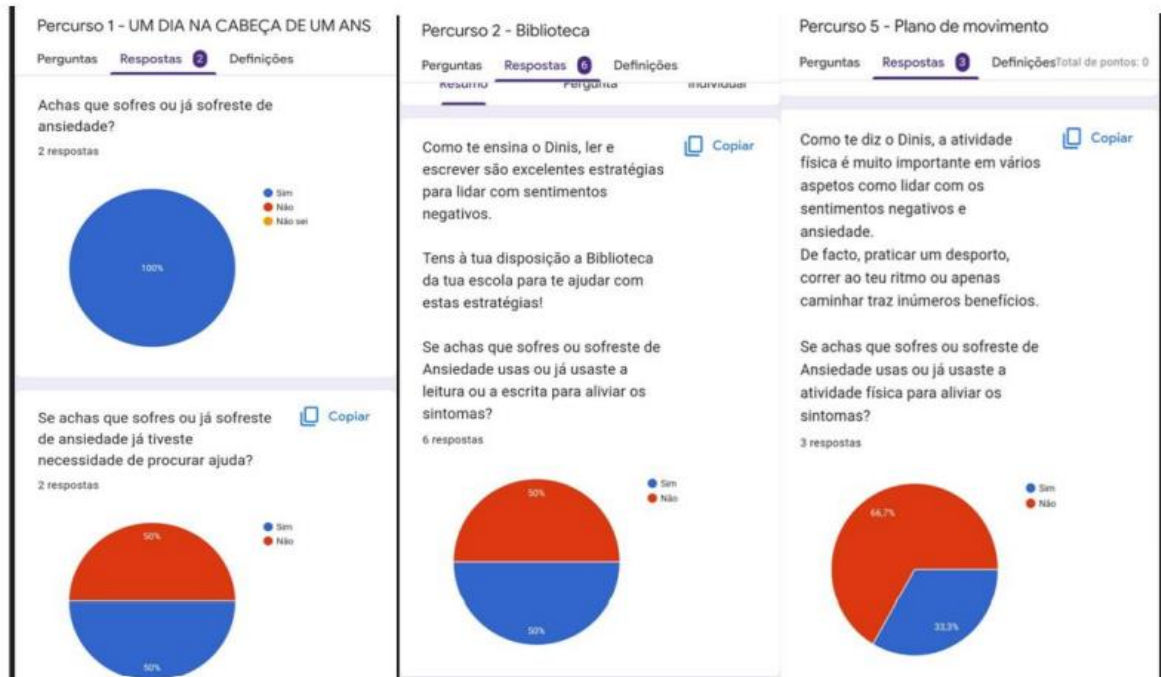 Percurso 1 - UM DIA NA CABEÇA DE UM ANS
Perguntas Respostas 2 Definições
Achas que sofres ou já sofreste de
ansiedade?
2 respostas
Sim
Não
Não sei
100%
Se achas que sofres ou já sofreste
de ansiedade já tiveste
necessidade de procurar ajuda?
Copiar
2 respostas
Sim
Não
50%
50%
Percurso 2 - Biblioteca
Perguntas Respostas 6 Definições
Resumo Pergunta Individual
Como te ensina o Dinis, ler e
escrever são excelentes estratégias
para lidar com sentimentos
negativos.
Copiar
Tens à tua disposição a Biblioteca
da tua escola para te ajudar com
estas estratégias!
Se achas que sofres ou sofreste de
Ansiedade usas ou já usaste a
leitura ou a escrita para aliviar os
sintomas?
6 respostas
Sim
Não
50%
50%
Percurso 5 - Plano de movimento
Perguntas Respostas 3 Definições Total de pontos: 0
Como te diz o Dinis, a atividade
física é muito importante em vários
aspetos como lidar com os
sentimentos negativos e
ansiedade.
Copiar
De facto, praticar um desporto,
correr ao teu ritmo ou apenas
caminhar traz inúmeros benefícios.
Se achas que sofres ou sofreste de
Ansiedade usas ou já usaste a
atividade física para aliviar os
sintomas?
3 respostas
Sim
Não
66,7%
33,3%